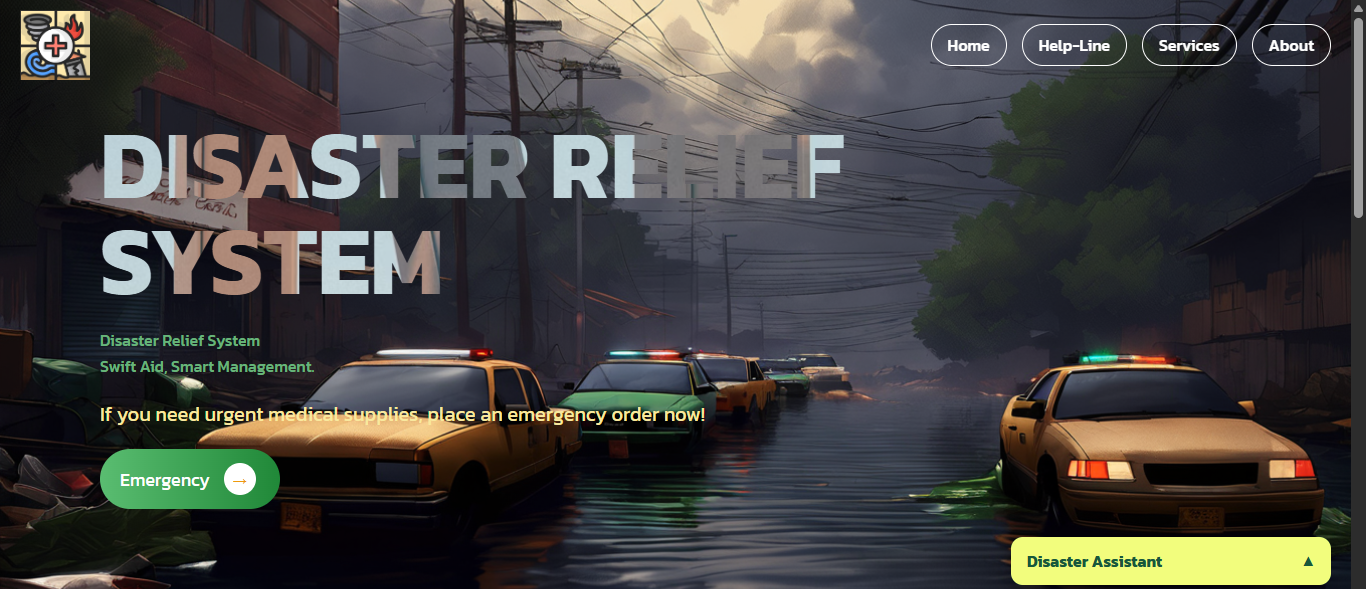 Home
Help-Line
Services
About
DISASTER RELIEF
SYSTEM
Disaster Relief System
Swift Aid, Smart Management.
If you need urgent medical supplies, place an emergency order now!
Emergency →
Disaster Assistant ▲